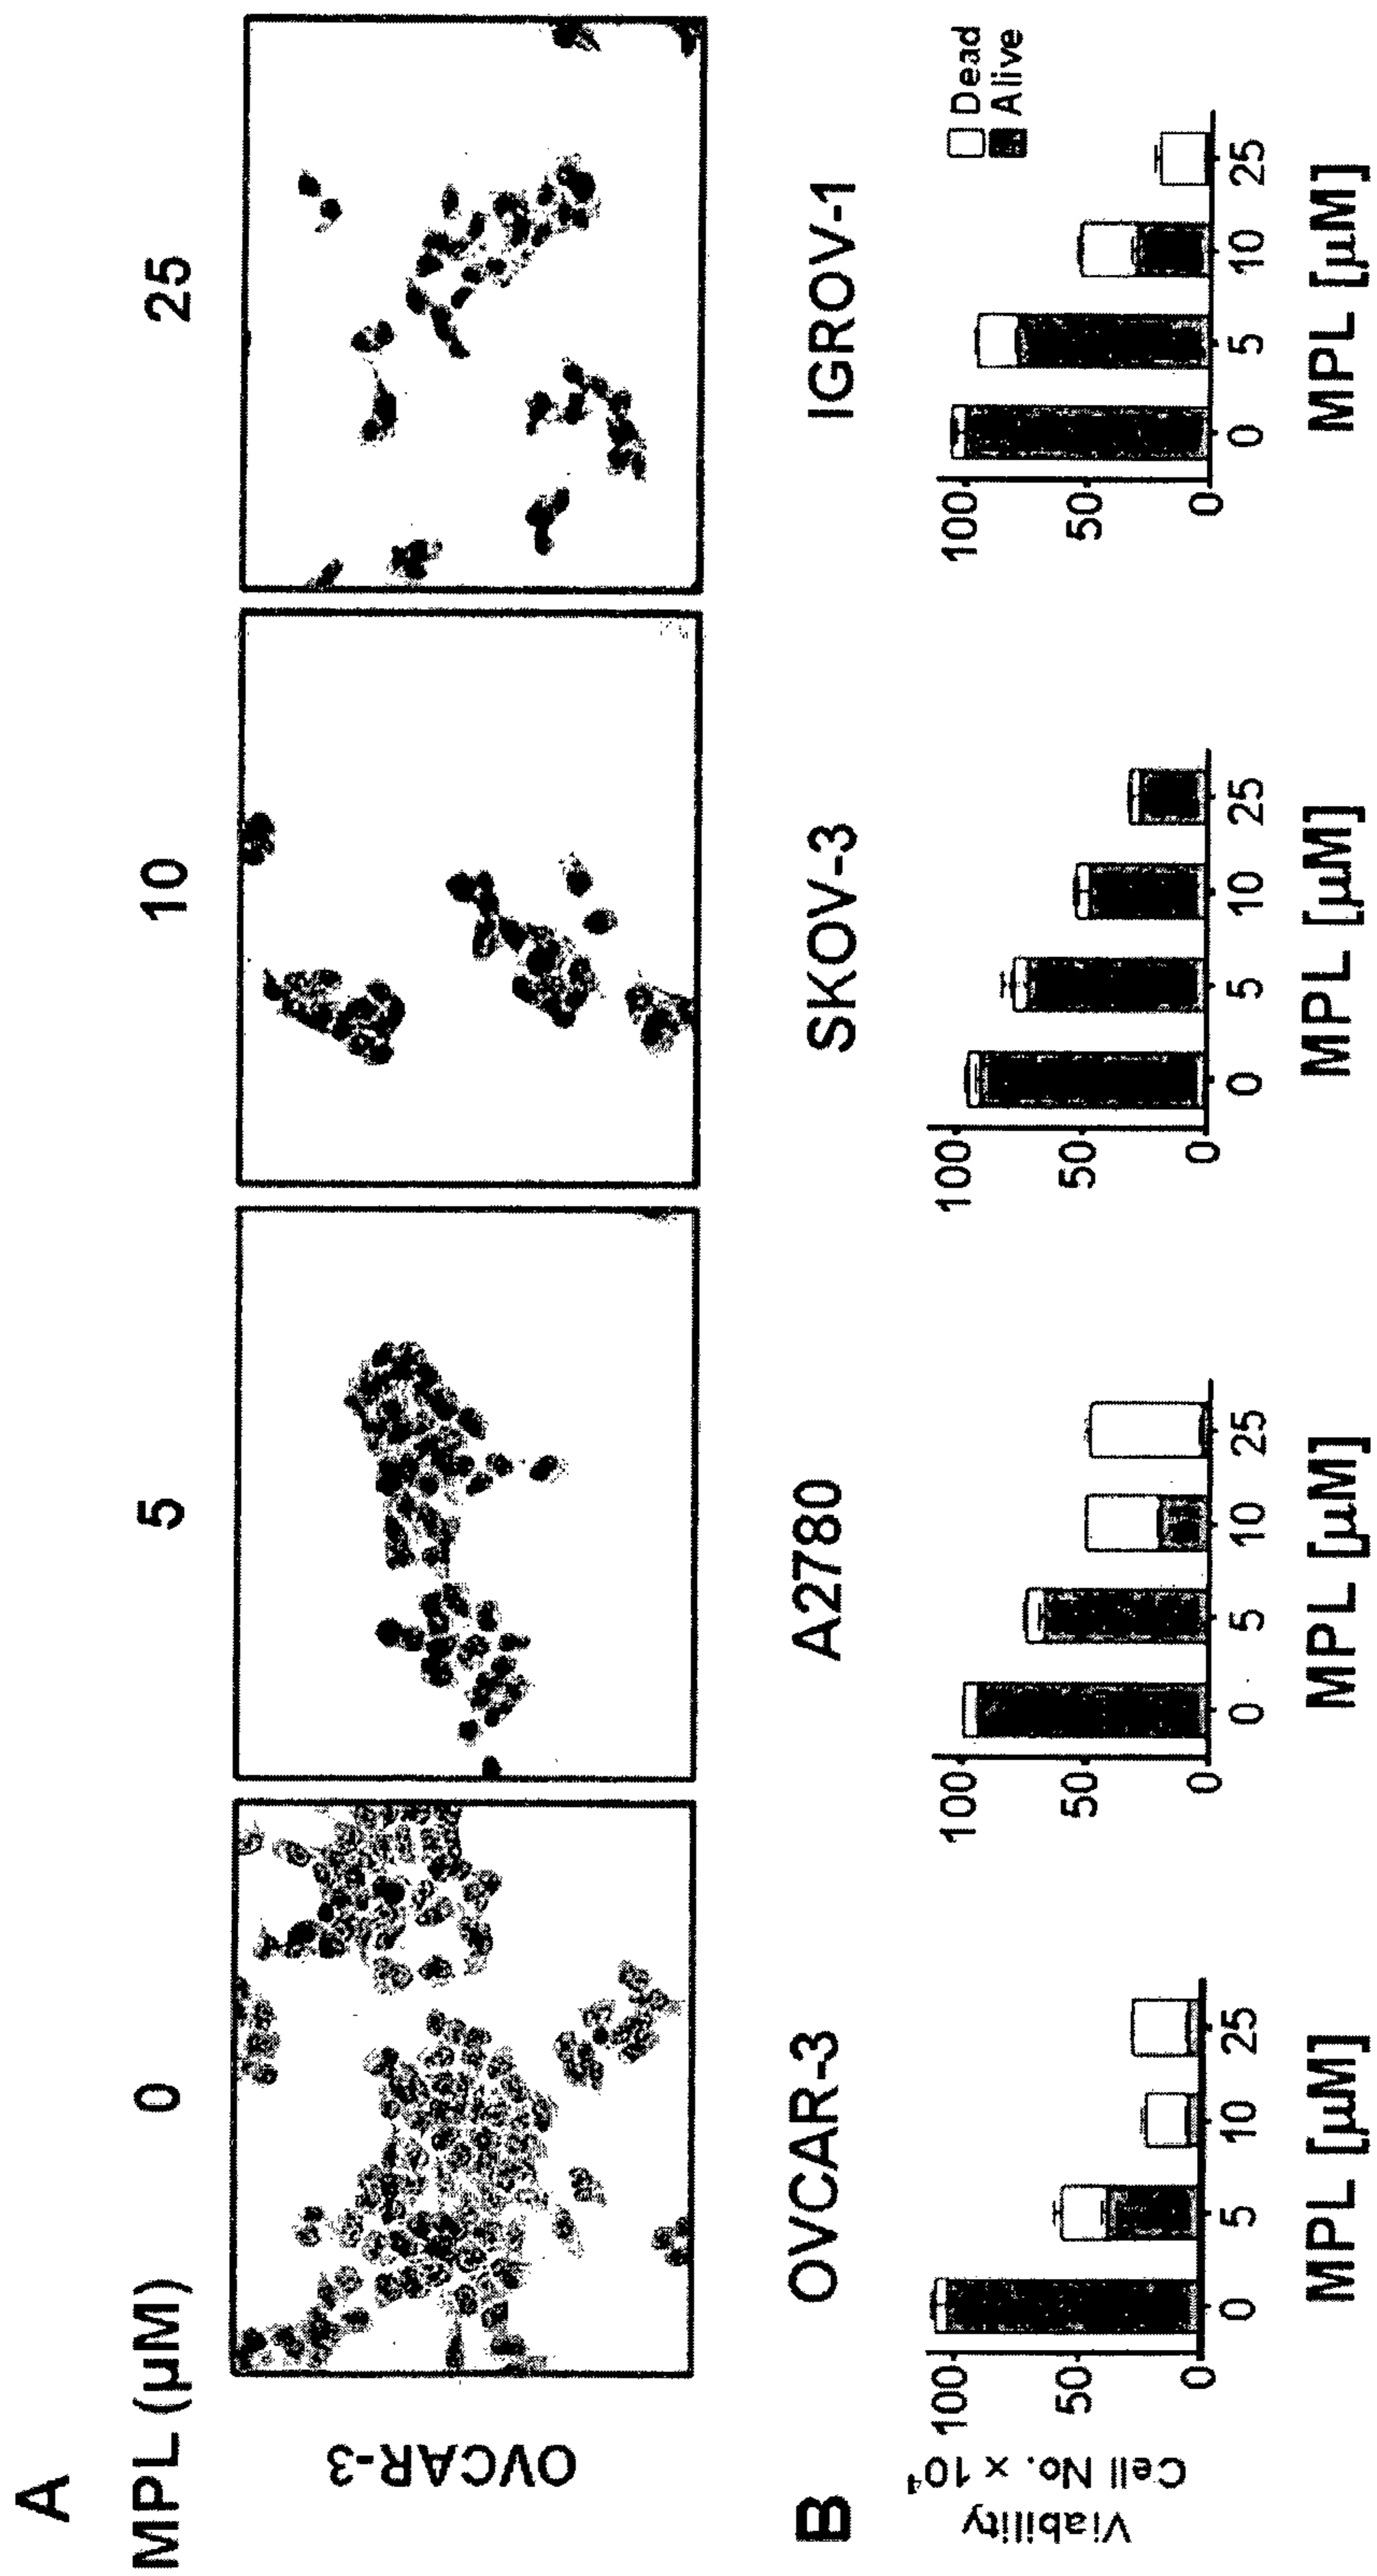 A
MPL (µM) 0 5 10 25
OVCAR-3
B
OVCAR-3 A2780 SKOV-3 IGROV-1
Dead
Alive
Viability
Cell No. × 10⁴
100 100 100 100
50 50 50 50
0 0 0 0
0 5 10 25 0 5 10 25 0 5 10 25 0 5 10 25
MPL [µM] MPL [µM] MPL [µM] MPL [µM]